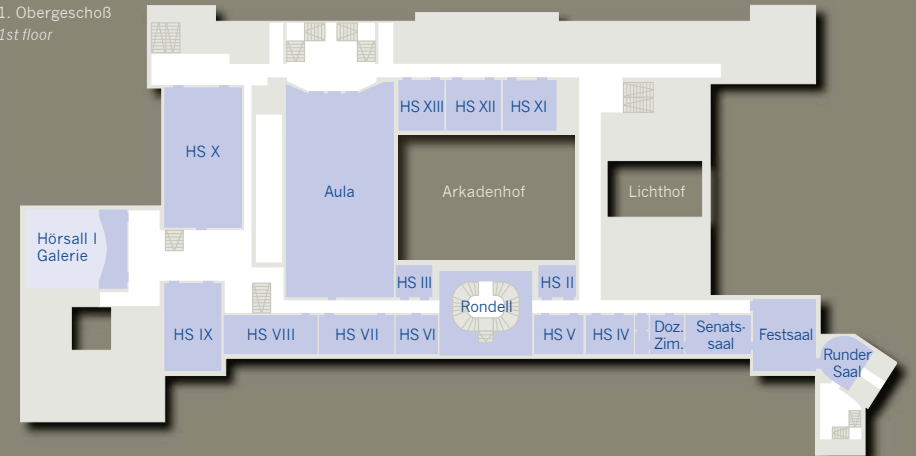 1. Obergeschoß
1st floor
HS XIII
HS XII
HS XI
HS X
Aula
Arkadenhof
Lichthof
Hörsall I
Galerie
HS III
HS II
Rondell
HS IX
HS VIII
HS VII
HS VI
HS V
HS IV
Doz.
Zim.
Senats-
saal
Festsaal
Runder
Saal